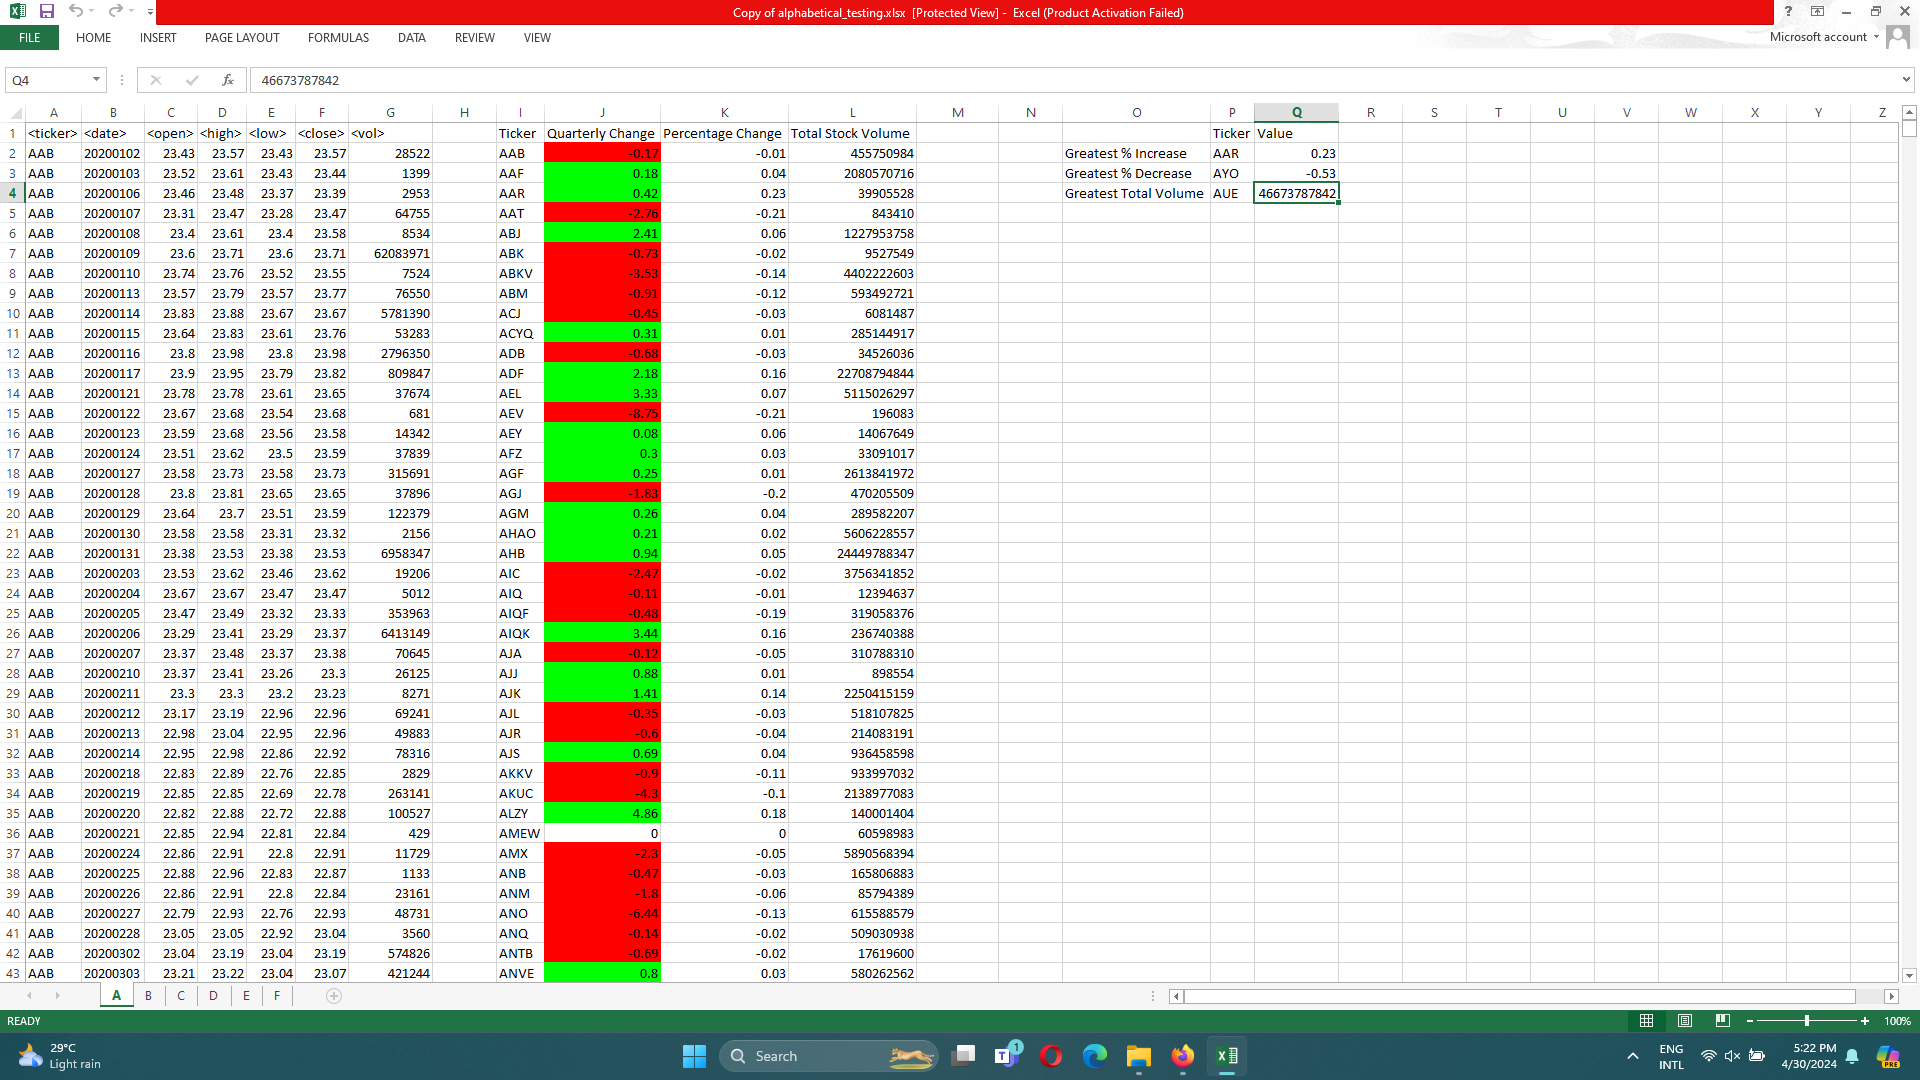 Copy of alphabetical_testing.xlsx [Protected View] - Excel (Product Activation Failed)
FILE HOME INSERT PAGE LAYOUT FORMULAS DATA REVIEW VIEW Microsoft account
Q4 fx 46673787842
A B C D E F G H I J K L M N O P Q R S T U V W X Y Z
1 <ticker> <date> <open> <high> <low> <close> <vol> Ticker Quarterly Change Percentage Change Total Stock Volume Ticker Value
2 AAB 20200102 23.43 23.57 23.43 23.57 28522 AAB -0.17 -0.01 455750984 Greatest % Increase AAR 0.23
3 AAB 20200103 23.52 23.61 23.43 23.44 1399 AAF 0.18 0.04 2080570716 Greatest % Decrease AYO -0.53
4 AAB 20200106 23.46 23.48 23.37 23.39 2953 AAR 0.42 0.23 39905528 Greatest Total Volume AUE 46673787842
5 AAB 20200107 23.31 23.47 23.28 23.47 64755 AAT -2.76 -0.21 843410
6 AAB 20200108 23.4 23.61 23.4 23.58 8534 ABJ 2.41 0.06 1227953758
7 AAB 20200109 23.6 23.71 23.6 23.71 62083971 ABK -0.73 -0.02 9527549
8 AAB 20200110 23.74 23.76 23.52 23.55 7524 ABKV -3.53 -0.14 4402222603
9 AAB 20200113 23.57 23.79 23.57 23.77 76550 ABM -0.91 -0.12 593492721
10 AAB 20200114 23.83 23.88 23.67 23.67 5781390 ACJ -0.45 -0.03 6081487
11 AAB 20200115 23.64 23.83 23.61 23.76 53283 ACYQ 0.31 0.01 285144917
12 AAB 20200116 23.8 23.98 23.8 23.98 2796350 ADB -0.68 -0.03 34526036
13 AAB 20200117 23.9 23.95 23.79 23.82 809847 ADF 2.18 0.16 22708794844
14 AAB 20200121 23.78 23.78 23.61 23.65 37674 AEL 3.33 0.07 5115026297
15 AAB 20200122 23.67 23.68 23.54 23.68 681 AEV -8.75 -0.21 196083
16 AAB 20200123 23.59 23.68 23.56 23.58 14342 AEY 0.08 0.06 14067649
17 AAB 20200124 23.51 23.62 23.5 23.59 37839 AFZ 0.3 0.03 33091017
18 AAB 20200127 23.58 23.73 23.58 23.73 315691 AGF 0.25 0.01 2613841972
19 AAB 20200128 23.8 23.81 23.65 23.65 37896 AGJ -1.83 -0.2 470205509
20 AAB 20200129 23.64 23.7 23.51 23.59 122379 AGM 0.26 0.04 289582207
21 AAB 20200130 23.58 23.58 23.31 23.32 2156 AHAO 0.21 0.02 5606228557
22 AAB 20200131 23.38 23.53 23.38 23.53 6958347 AHB 0.94 0.05 24449788347
23 AAB 20200203 23.53 23.62 23.46 23.62 19206 AIC -2.47 -0.02 3756341852
24 AAB 20200204 23.67 23.67 23.47 23.47 5012 AIQ -0.11 -0.01 12394637
25 AAB 20200205 23.47 23.49 23.32 23.33 353963 AIQF -0.48 -0.19 319058376
26 AAB 20200206 23.29 23.41 23.29 23.37 6413149 AIQK 3.44 0.16 236740388
27 AAB 20200207 23.37 23.48 23.37 23.38 70645 AJA -0.12 -0.05 310788310
28 AAB 20200210 23.37 23.41 23.26 23.3 26125 AJJ 0.88 0.01 898554
29 AAB 20200211 23.3 23.3 23.2 23.23 8271 AJK 1.41 0.14 2250415159
30 AAB 20200212 23.17 23.19 22.96 22.96 69241 AJL -0.35 -0.03 518107825
31 AAB 20200213 22.98 23.04 22.95 22.96 49883 AJR -0.6 -0.04 214083191
32 AAB 20200214 22.95 22.98 22.86 22.92 78316 AJS 0.69 0.04 936458598
33 AAB 20200218 22.83 22.89 22.76 22.85 2829 AKKV -0.9 -0.11 933997032
34 AAB 20200219 22.85 22.85 22.69 22.78 263141 AKUC -4.3 -0.1 2138977083
35 AAB 20200220 22.82 22.88 22.72 22.88 100527 ALZY 4.86 0.18 140001404
36 AAB 20200221 22.85 22.94 22.81 22.84 429 AMEW 0 0 60598983
37 AAB 20200224 22.86 22.91 22.8 22.91 11729 AMX -2.3 -0.05 5890568394
38 AAB 20200225 22.88 22.96 22.83 22.87 1133 ANB -0.47 -0.03 165806883
39 AAB 20200226 22.86 22.91 22.8 22.84 23161 ANM -1.8 -0.06 85794389
40 AAB 20200227 22.79 22.93 22.76 22.93 48731 ANO -6.44 -0.13 615588579
41 AAB 20200228 23.05 23.05 22.92 23.04 3560 ANQ -0.14 -0.02 509030938
42 AAB 20200302 23.04 23.19 23.04 23.19 574826 ANTB -0.69 -0.02 17619600
43 AAB 20200303 23.21 23.22 23.04 23.07 421244 ANVE 0.8 0.03 580262562
A B C D E F
READY 100%
29°C
Light rain
Search
1
ENG
INTL
5:22 PM
4/30/2024
PRE